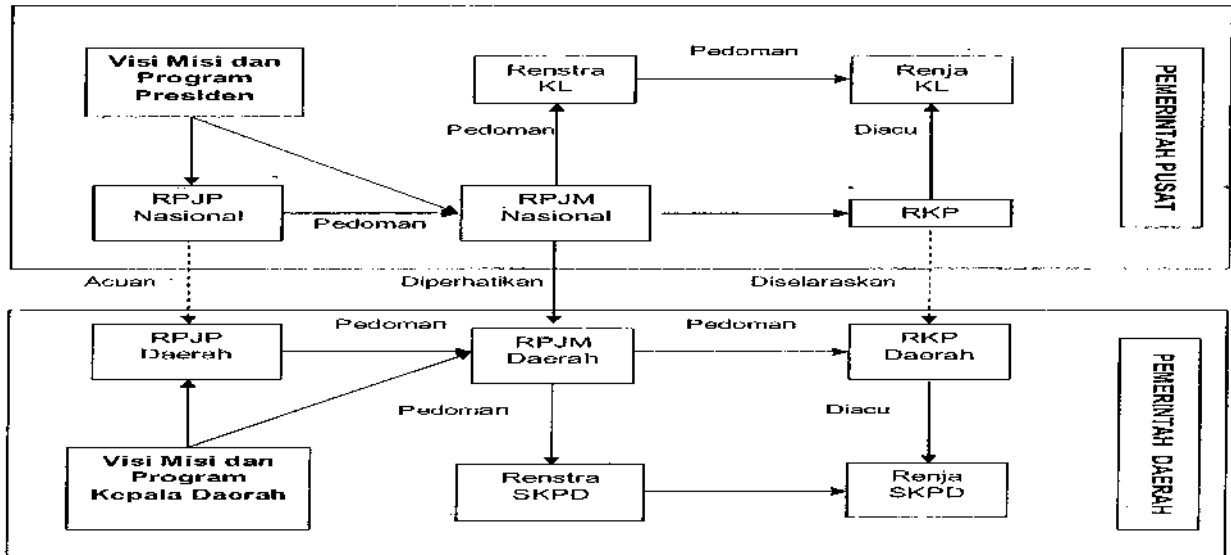 Visi Misi dan
Program
Presiden
Renstra
KL
Pedoman
Renja
KL
Pedoman
Diacu
RPJP
Nasional
Pedoman
RPJM
Nasional
RKP
PEMERINTAH PUSAT
Acuan
Diperhatikan
Diselaraskan
RPJP
Daerah
Pedoman
RPJM
Daerah
Pedoman
RKP
Daerah
Pedoman
Diacu
Visi Misi dan
Program
Kepala Daerah
Renstra
SKPD
Renja
SKPD
PEMERINTAH DAERAH